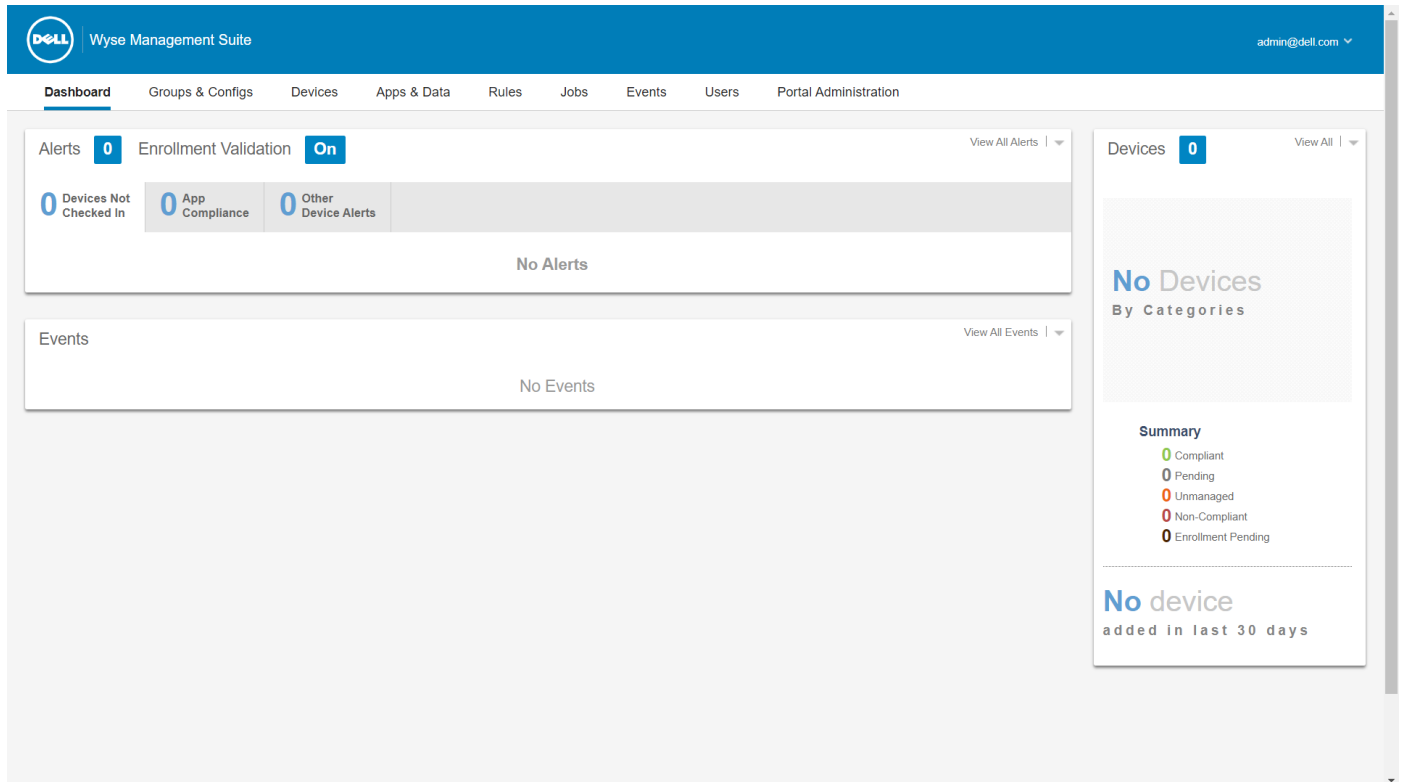 DELL Wyse Management Suite
admin@dell.com
Dashboard Groups & Configs Devices Apps & Data Rules Jobs Events Users Portal Administration
Alerts 0 Enrollment Validation On View All Alerts
0 Devices Not
Checked In
0 App
Compliance
0 Other
Device Alerts
No Alerts
Events View All Events
No Events
Devices 0 View All
No Devices
By Categories
Summary
0 Compliant
0 Pending
0 Unmanaged
0 Non-Compliant
0 Enrollment Pending
No device
added in last 30 days